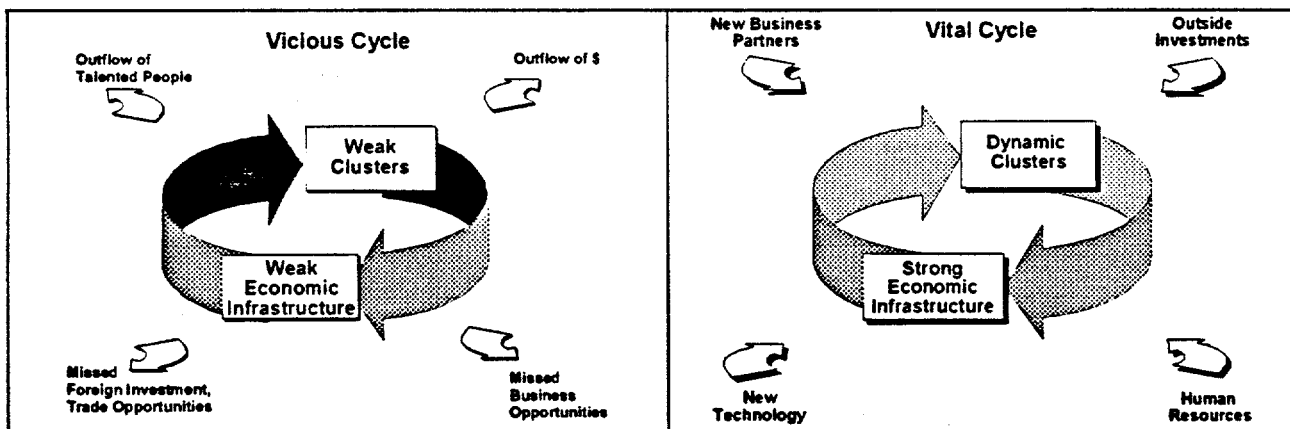 Vicious Cycle
Outflow of
Talented People
Outflow of $
Weak
Clusters
Weak
Economic
Infrastructure
Missed
Foreign Investment,
Trade Opportunities
Missed
Business
Opportunities
New Business
Partners
Vital Cycle
Outside
Investments
Dynamic
Clusters
Strong
Economic
Infrastructure
New
Technology
Human
Resources